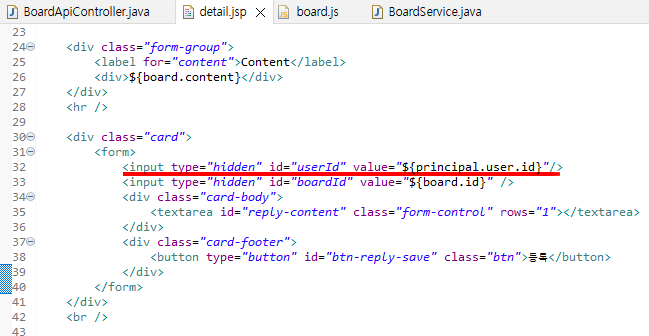 BoardApiController.java detail.jsp board.js BoardService.java
23
24 <div class="form-group">
25 <label for="content">Content</label>
26 <div>${board.content}</div>
27 </div>
28 <hr />
29
30 <div class="card">
31 <form>
32 <input type="hidden" id="userId" value="${principal.user.id}"/>
33 <input type="hidden" id="boardId" value="${board.id}" />
34 <div class="card-body">
35 <textarea id="reply-content" class="form-control" rows="1"></textarea>
36 </div>
37 <div class="card-footer">
38 <button type="button" id="btn-reply-save" class="btn">등록</button>
39 </div>
40 </form>
41 </div>
42 <br />
43